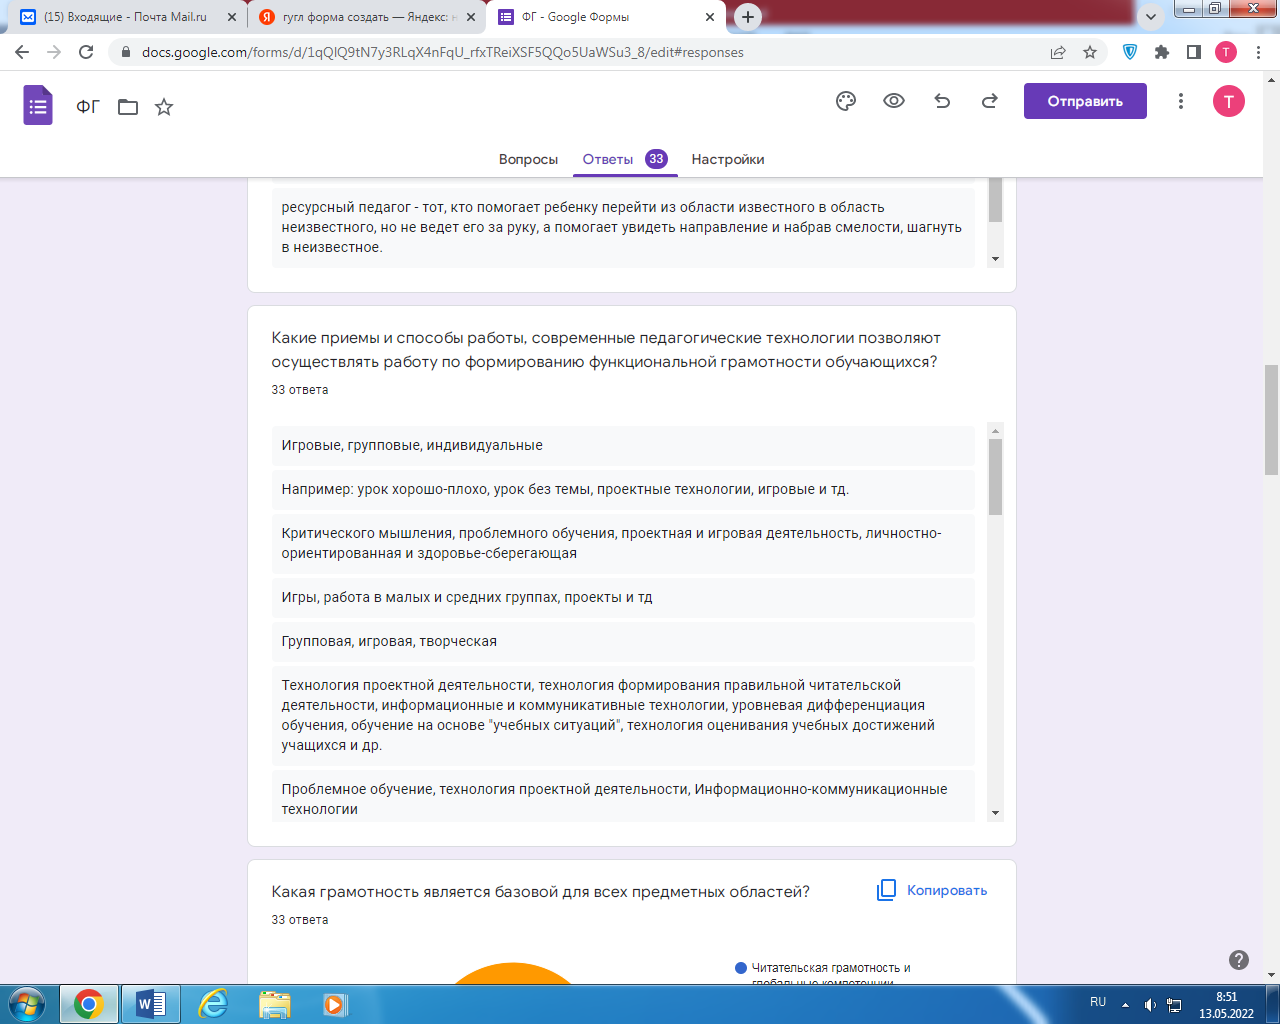 (15) Входящие - Почта Mail.ru
гугл форма создать — Яндекс: н
ФГ - Google Формы
docs.google.com/forms/d/1qQlQ9tN7y3RLqX4nFqU_rfxTReiXSF5QQo5UaWSu3_8/edit#responses
T
ФГ
Отправить
T
Вопросы
Ответы 33
Настройки
ресурсный педагог - тот, кто помогает ребенку перейти из области известного в область
неизвестного, но не ведет его за руку, а помогает увидеть направление и набрав смелости, шагнуть
в неизвестное.
Какие приемы и способы работы, современные педагогические технологии позволяют
осуществлять работу по формированию функциональной грамотности обучающихся?
33 ответа
Игровые, групповые, индивидуальные
Например: урок хорошо-плохо, урок без темы, проектные технологии, игровые и тд.
Критического мышления, проблемного обучения, проектная и игровая деятельность, личностно-
ориентированная и здоровье-сберегающая
Игры, работа в малых и средних группах, проекты и тд
Групповая, игровая, творческая
Технология проектной деятельности, технология формирования правильной читательской
деятельности, информационные и коммуникативные технологии, уровневая дифференциация
обучения, обучение на основе "учебных ситуаций", технология оценивания учебных достижений
учащихся и др.
Проблемное обучение, технология проектной деятельности, Информационно-коммуникационные
технологии
Какая грамотность является базовой для всех предметных областей?
Копировать
33 ответа
Читательская грамотность и
глобальные компетенции
RU
8:51
13.05.2022